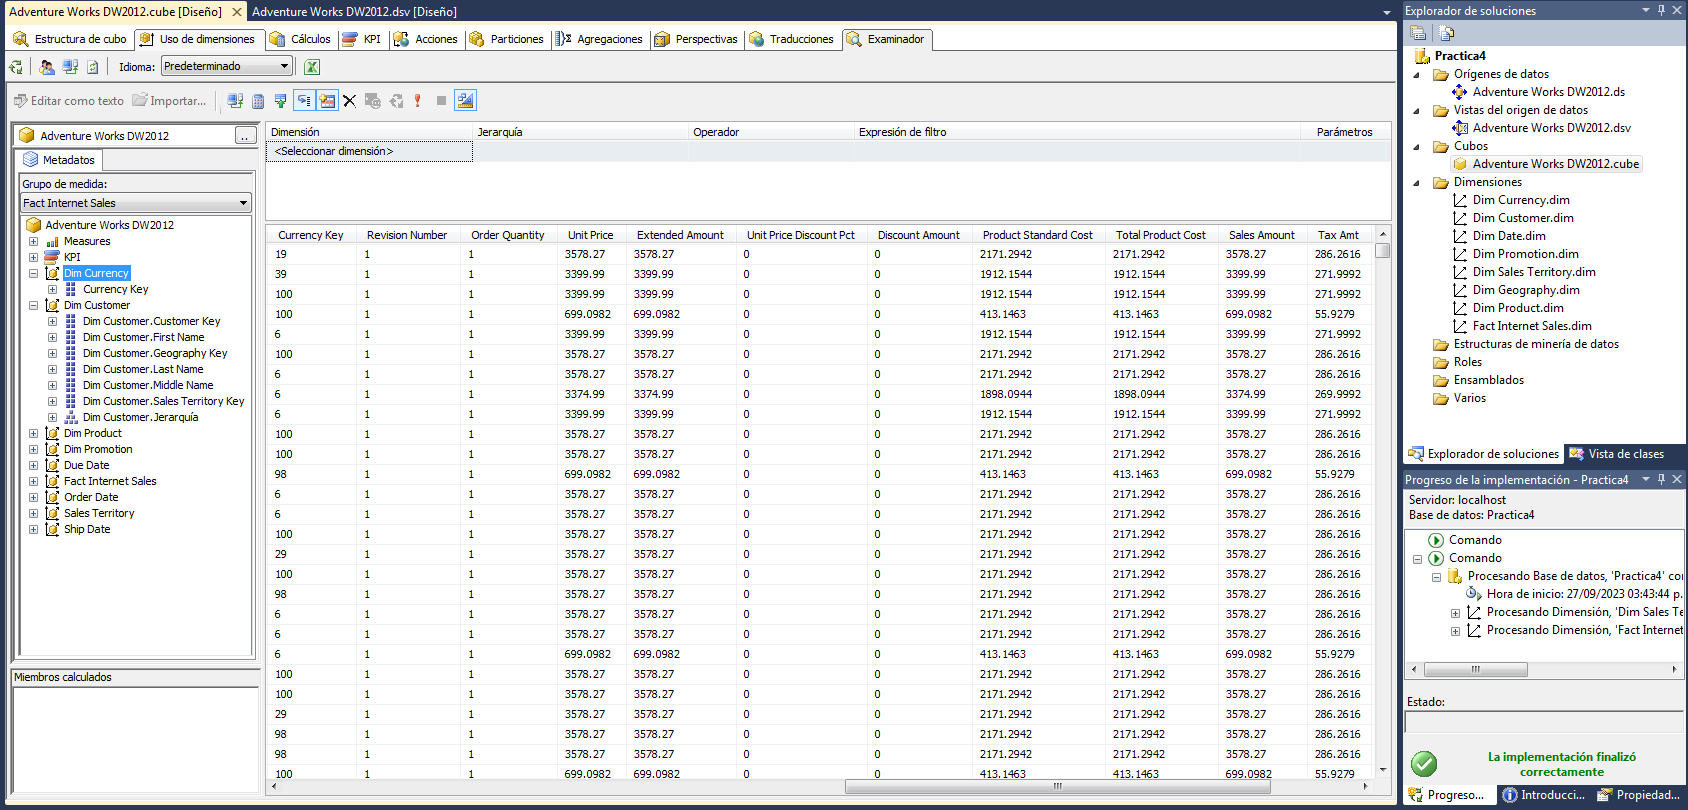 Adventure Works DW2012.cube [Diseño]
Adventure Works DW2012.dsv [Diseño]
Estructura de cubo
Uso de dimensiones
Cálculos
KPI
Acciones
Particiones
Agregaciones
Perspectivas
Traducciones
Examinador
Idioma: Predeterminado
Editar como texto
Importar...
Adventure Works DW2012
..
Metadatos
Grupo de medida:
Fact Internet Sales
Adventure Works DW2012
Measures
KPI
Dim Currency
Currency Key
Dim Customer
Dim Customer.Customer Key
Dim Customer.First Name
Dim Customer.Geography Key
Dim Customer.Last Name
Dim Customer.Middle Name
Dim Customer.Sales Territory Key
Dim Customer.Jerarquía
Dim Product
Dim Promotion
Due Date
Fact Internet Sales
Order Date
Sales Territory
Ship Date
Miembros calculados
Dimensión Jerarquía Operador Expresión de filtro Parámetros
<Seleccionar dimensión>
Currency Key Revision Number Order Quantity Unit Price Extended Amount Unit Price Discount Pct Discount Amount Product Standard Cost Total Product Cost Sales Amount Tax Amt
19 1 1 3578.27 3578.27 0 0 2171.2942 2171.2942 3578.27 286.2616
39 1 1 3399.99 3399.99 0 0 1912.1544 1912.1544 3399.99 271.9992
100 1 1 3399.99 3399.99 0 0 1912.1544 1912.1544 3399.99 271.9992
100 1 1 699.0982 699.0982 0 0 413.1463 413.1463 699.0982 55.9279
6 1 1 3399.99 3399.99 0 0 1912.1544 1912.1544 3399.99 271.9992
100 1 1 3578.27 3578.27 0 0 2171.2942 2171.2942 3578.27 286.2616
6 1 1 3578.27 3578.27 0 0 2171.2942 2171.2942 3578.27 286.2616
6 1 1 3374.99 3374.99 0 0 1898.0944 1898.0944 3374.99 269.9992
6 1 1 3399.99 3399.99 0 0 1912.1544 1912.1544 3399.99 271.9992
100 1 1 3578.27 3578.27 0 0 2171.2942 2171.2942 3578.27 286.2616
100 1 1 3578.27 3578.27 0 0 2171.2942 2171.2942 3578.27 286.2616
98 1 1 699.0982 699.0982 0 0 413.1463 413.1463 699.0982 55.9279
6 1 1 3578.27 3578.27 0 0 2171.2942 2171.2942 3578.27 286.2616
6 1 1 3578.27 3578.27 0 0 2171.2942 2171.2942 3578.27 286.2616
100 1 1 3578.27 3578.27 0 0 2171.2942 2171.2942 3578.27 286.2616
29 1 1 3578.27 3578.27 0 0 2171.2942 2171.2942 3578.27 286.2616
100 1 1 3578.27 3578.27 0 0 2171.2942 2171.2942 3578.27 286.2616
98 1 1 3578.27 3578.27 0 0 2171.2942 2171.2942 3578.27 286.2616
6 1 1 3578.27 3578.27 0 0 2171.2942 2171.2942 3578.27 286.2616
6 1 1 3578.27 3578.27 0 0 2171.2942 2171.2942 3578.27 286.2616
6 1 1 699.0982 699.0982 0 0 413.1463 413.1463 699.0982 55.9279
100 1 1 3578.27 3578.27 0 0 2171.2942 2171.2942 3578.27 286.2616
100 1 1 3578.27 3578.27 0 0 2171.2942 2171.2942 3578.27 286.2616
29 1 1 3578.27 3578.27 0 0 2171.2942 2171.2942 3578.27 286.2616
98 1 1 3578.27 3578.27 0 0 2171.2942 2171.2942 3578.27 286.2616
98 1 1 3578.27 3578.27 0 0 2171.2942 2171.2942 3578.27 286.2616
100 1 1 699.0982 699.0982 0 0 413.1463 413.1463 699.0982 55.9279
Explorador de soluciones
Practica4
Orígenes de datos
Adventure Works DW2012.ds
Vistas del origen de datos
Adventure Works DW2012.dsv
Cubos
Adventure Works DW2012.cube
Dimensiones
Dim Currency.dim
Dim Customer.dim
Dim Date.dim
Dim Promotion.dim
Dim Sales Territory.dim
Dim Geography.dim
Dim Product.dim
Fact Internet Sales.dim
Estructuras de minería de datos
Roles
Ensamblados
Varios
Explorador de soluciones
Vista de clases
Progreso de la implementación - Practica4
Servidor: localhost
Base de datos: Practica4
Comando
Comando
Procesando Base de datos, 'Practica4' cor
Hora de inicio: 27/09/2023 03:43:44 p.
Procesando Dimensión, 'Dim Sales Te
Procesando Dimensión, 'Fact Internet
Estado:
La implementación finalizó
correctamente
Progreso...
Introducci...
Propiedad...